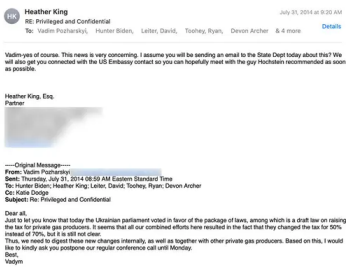 HK
Heather King
July 31, 2014 at 9:20 AM
RE: Privileged and Confidential
Details
To: Vadim Pozharskyi, Hunter Biden; Leiter, David; Toohey, Ryan, Devon Archer & 4 more
Vadim-yes of course. This news is very concerning. I assume you will be sending an email to the State Dept today about this? We
will also get you connected with the US Embassy contact so you can hopefully meet with the guy Hochstein recommended as soon
as possible.
Heather King, Esq.
Partner
-----Original Message-----
From: Vadim Pozharskyi
Sent: Thursday, July 31, 2014 08:59 AM Eastern Standard Time
To: Hunter Biden; Heather King; Leiter, David; Toohey, Ryan; Devon Archer
Cc: Katie Dodge
Subject: Re: Privileged and Confidential
Dear all,
Just to let you know that today the Ukrainian parliament voted in favor of the package of laws, among which is a draft law on raising
the tax for private gas producers. It seems that all our combined efforts here resulted in the fact that they changed the tax for 50%
instead of 70%, but it is still not clear.
Thus, we need to digest these new changes internally, as well as together with other private gas producers. Based on this, I would
like to kindly ask you postpone our regular conference call until Monday.
Best,
Vadym